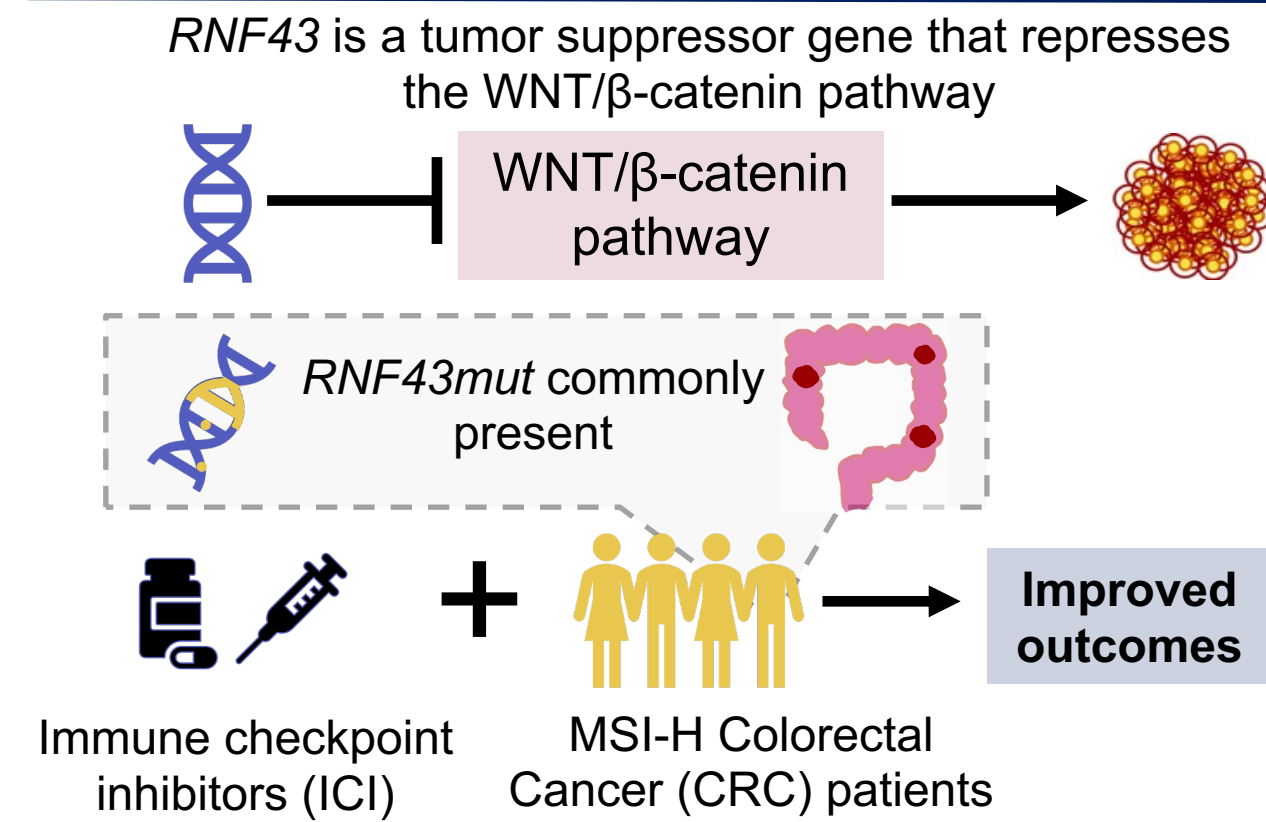 RNF43 is a tumor suppressor gene that represses
the WNT/β-catenin pathway
WNT/β-catenin
pathway
RNF43mut commonly
present
Improved
outcomes
Immune checkpoint
inhibitors (ICI)
MSI-H Colorectal
Cancer (CRC) patients